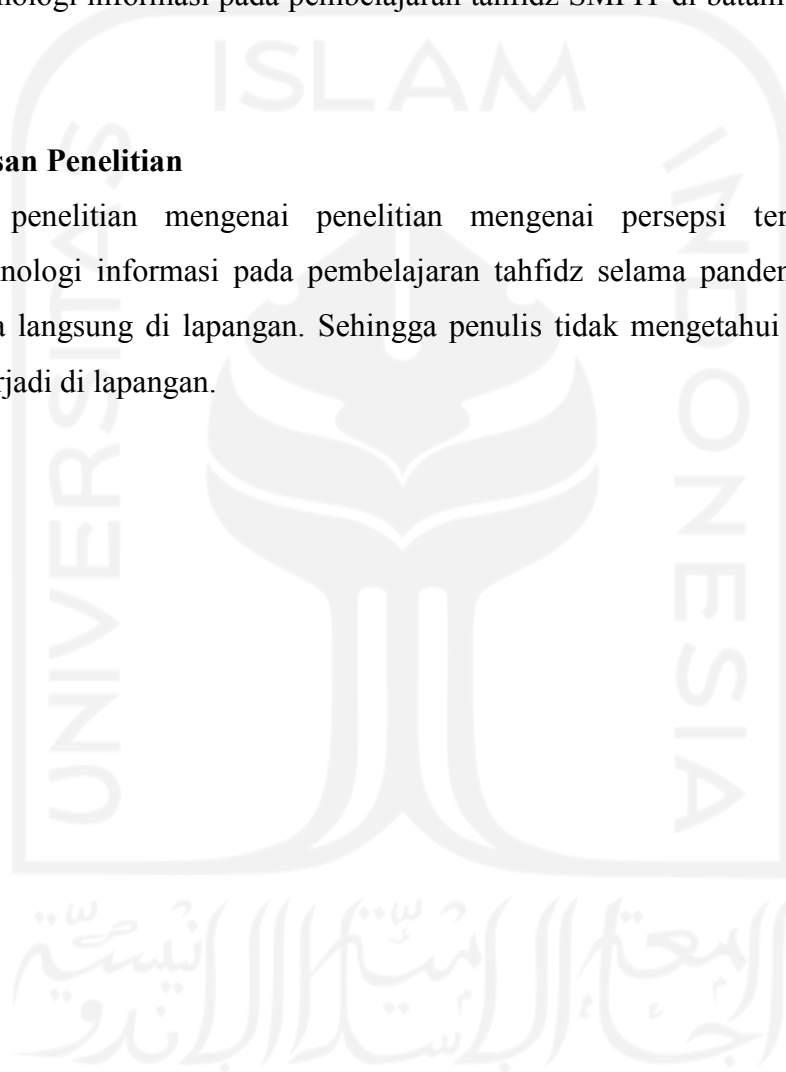 nologi informasi pada pembelajaran tahfidz SMPIT di batam
san Penelitian
penelitian mengenai penelitian mengenai persepsi ter
nologi informasi pada pembelajaran tahfidz selama panden
a langsung di lapangan. Sehingga penulis tidak mengetahui
rjadi di lapangan.
ISLAM
UNIVERSITAS
INDONESIA